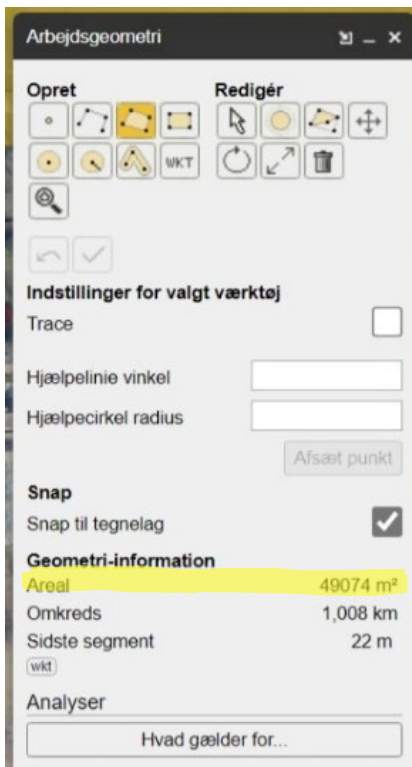 Arbejdsgeometri
Opret Redigér
WKT
Indstillinger for valgt værktøj
Trace
Hjælpelinie vinkel
Hjælpecirkel radius
Afsæt punkt
Snap
Snap til tegnelag
Geometri-information
Areal 49074 m²
Omkreds 1,008 km
Sidste segment 22 m
wkt
Analyser
Hvad gælder for...